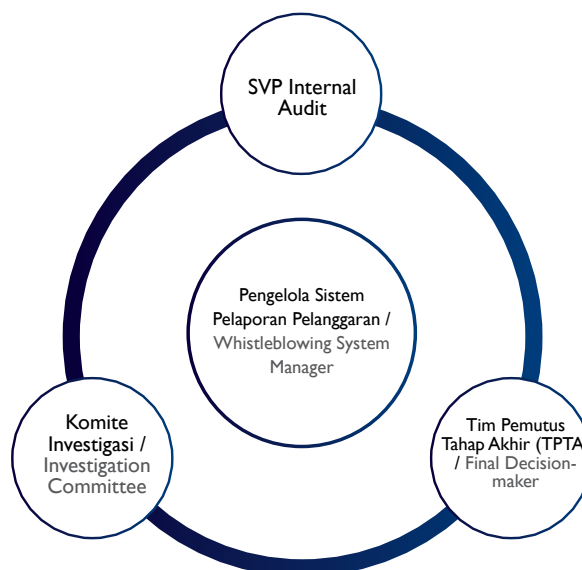 SVP Internal
Audit
Pengelola Sistem
Pelaporan Pelanggaran /
Whistleblowing System
Manager
Komite
Investigasi /
Investigation
Committee
Tim Pemutus
Tahap Akhir (TPTA)
/ Final Decision-
maker